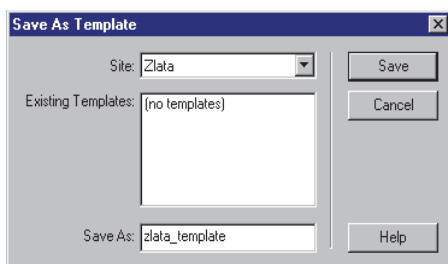 Save As Template
Site: Zlata
Save
Existing Templates: (no templates)
Cancel
Save As: zlata_template
Help